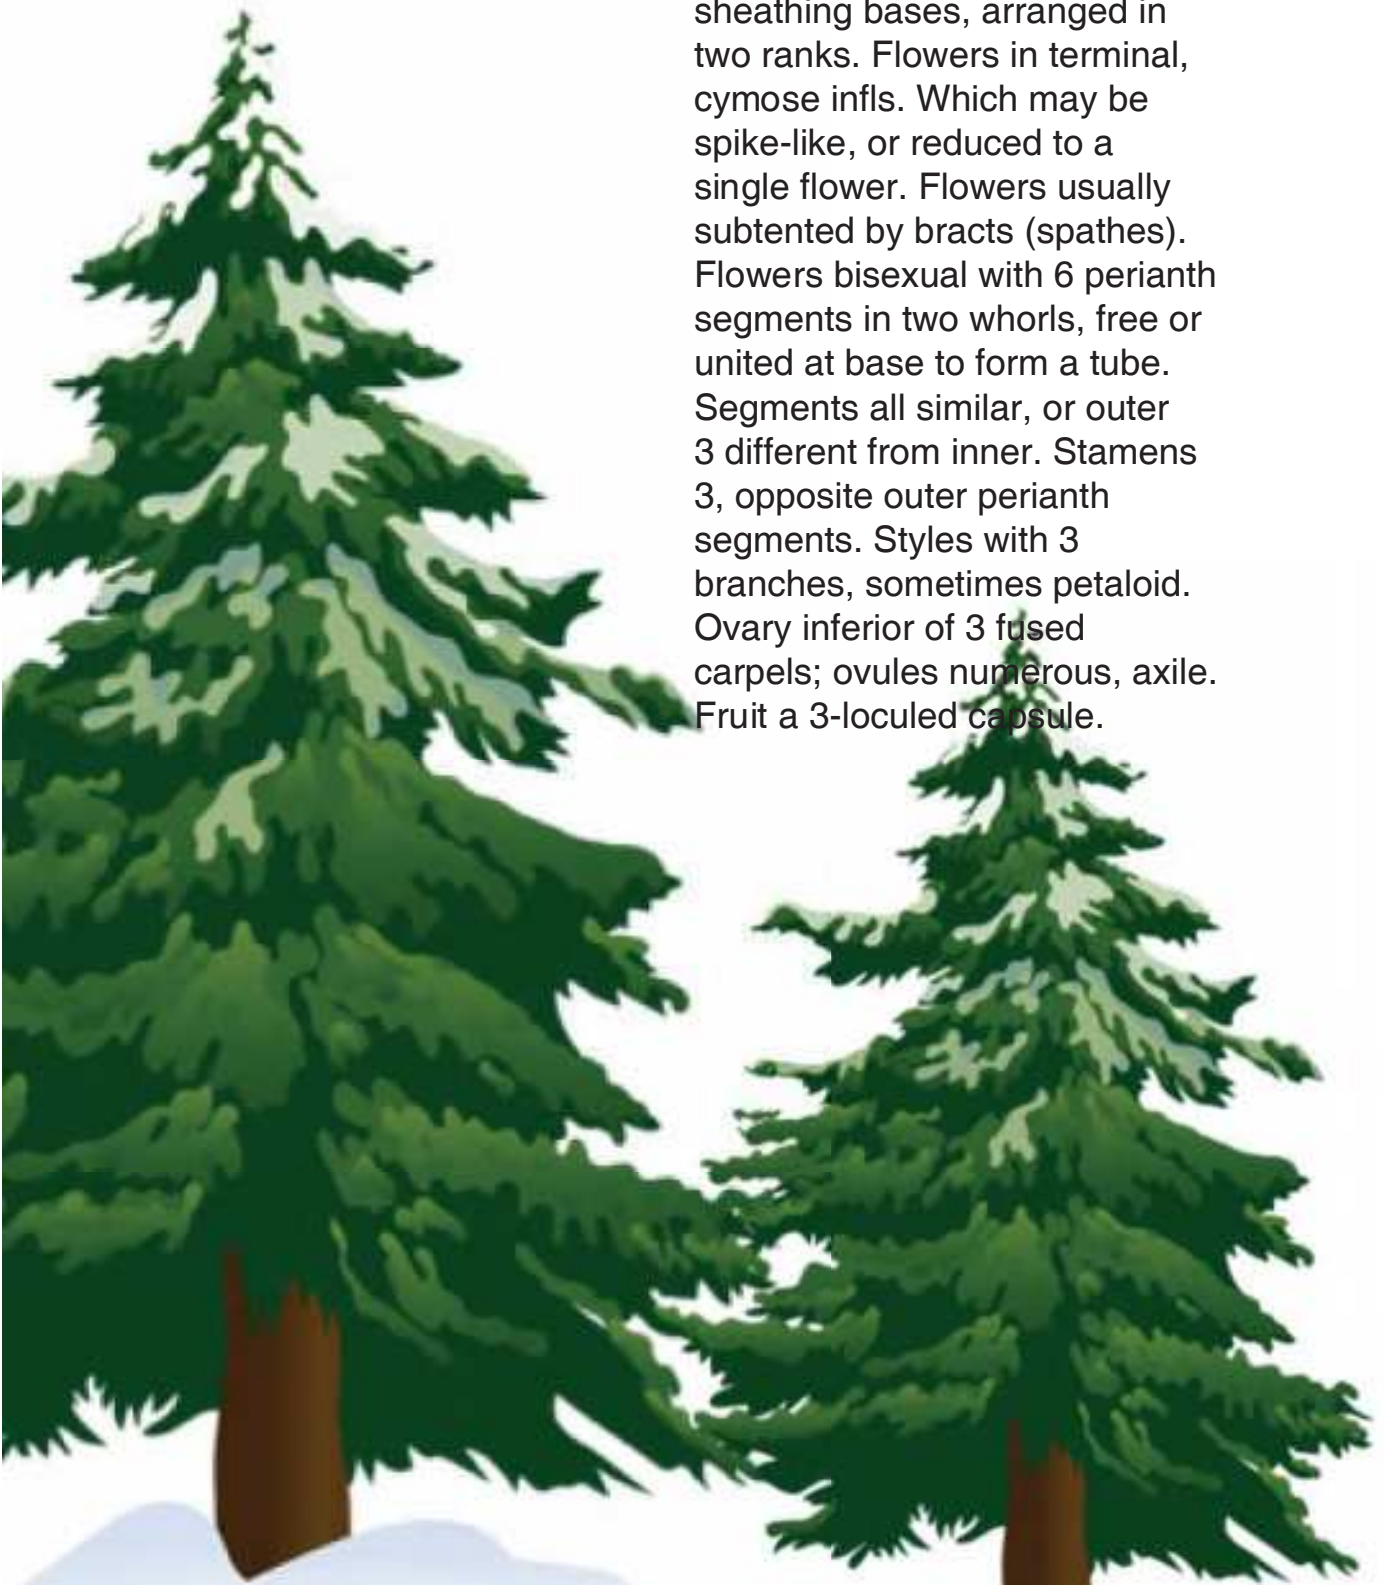 sheathing bases, arranged in
two ranks. Flowers in terminal,
cymose infls. Which may be
spike-like, or reduced to a
single flower. Flowers usually
subtented by bracts (spathes).
Flowers bisexual with 6 perianth
segments in two whorls, free or
united at base to form a tube.
Segments all similar, or outer
3 different from inner. Stamens
3, opposite outer perianth
segments. Styles with 3
branches, sometimes petaloid.
Ovary inferior of 3 fused
carpels; ovules numerous, axile.
Fruit a 3-loculed capsule.